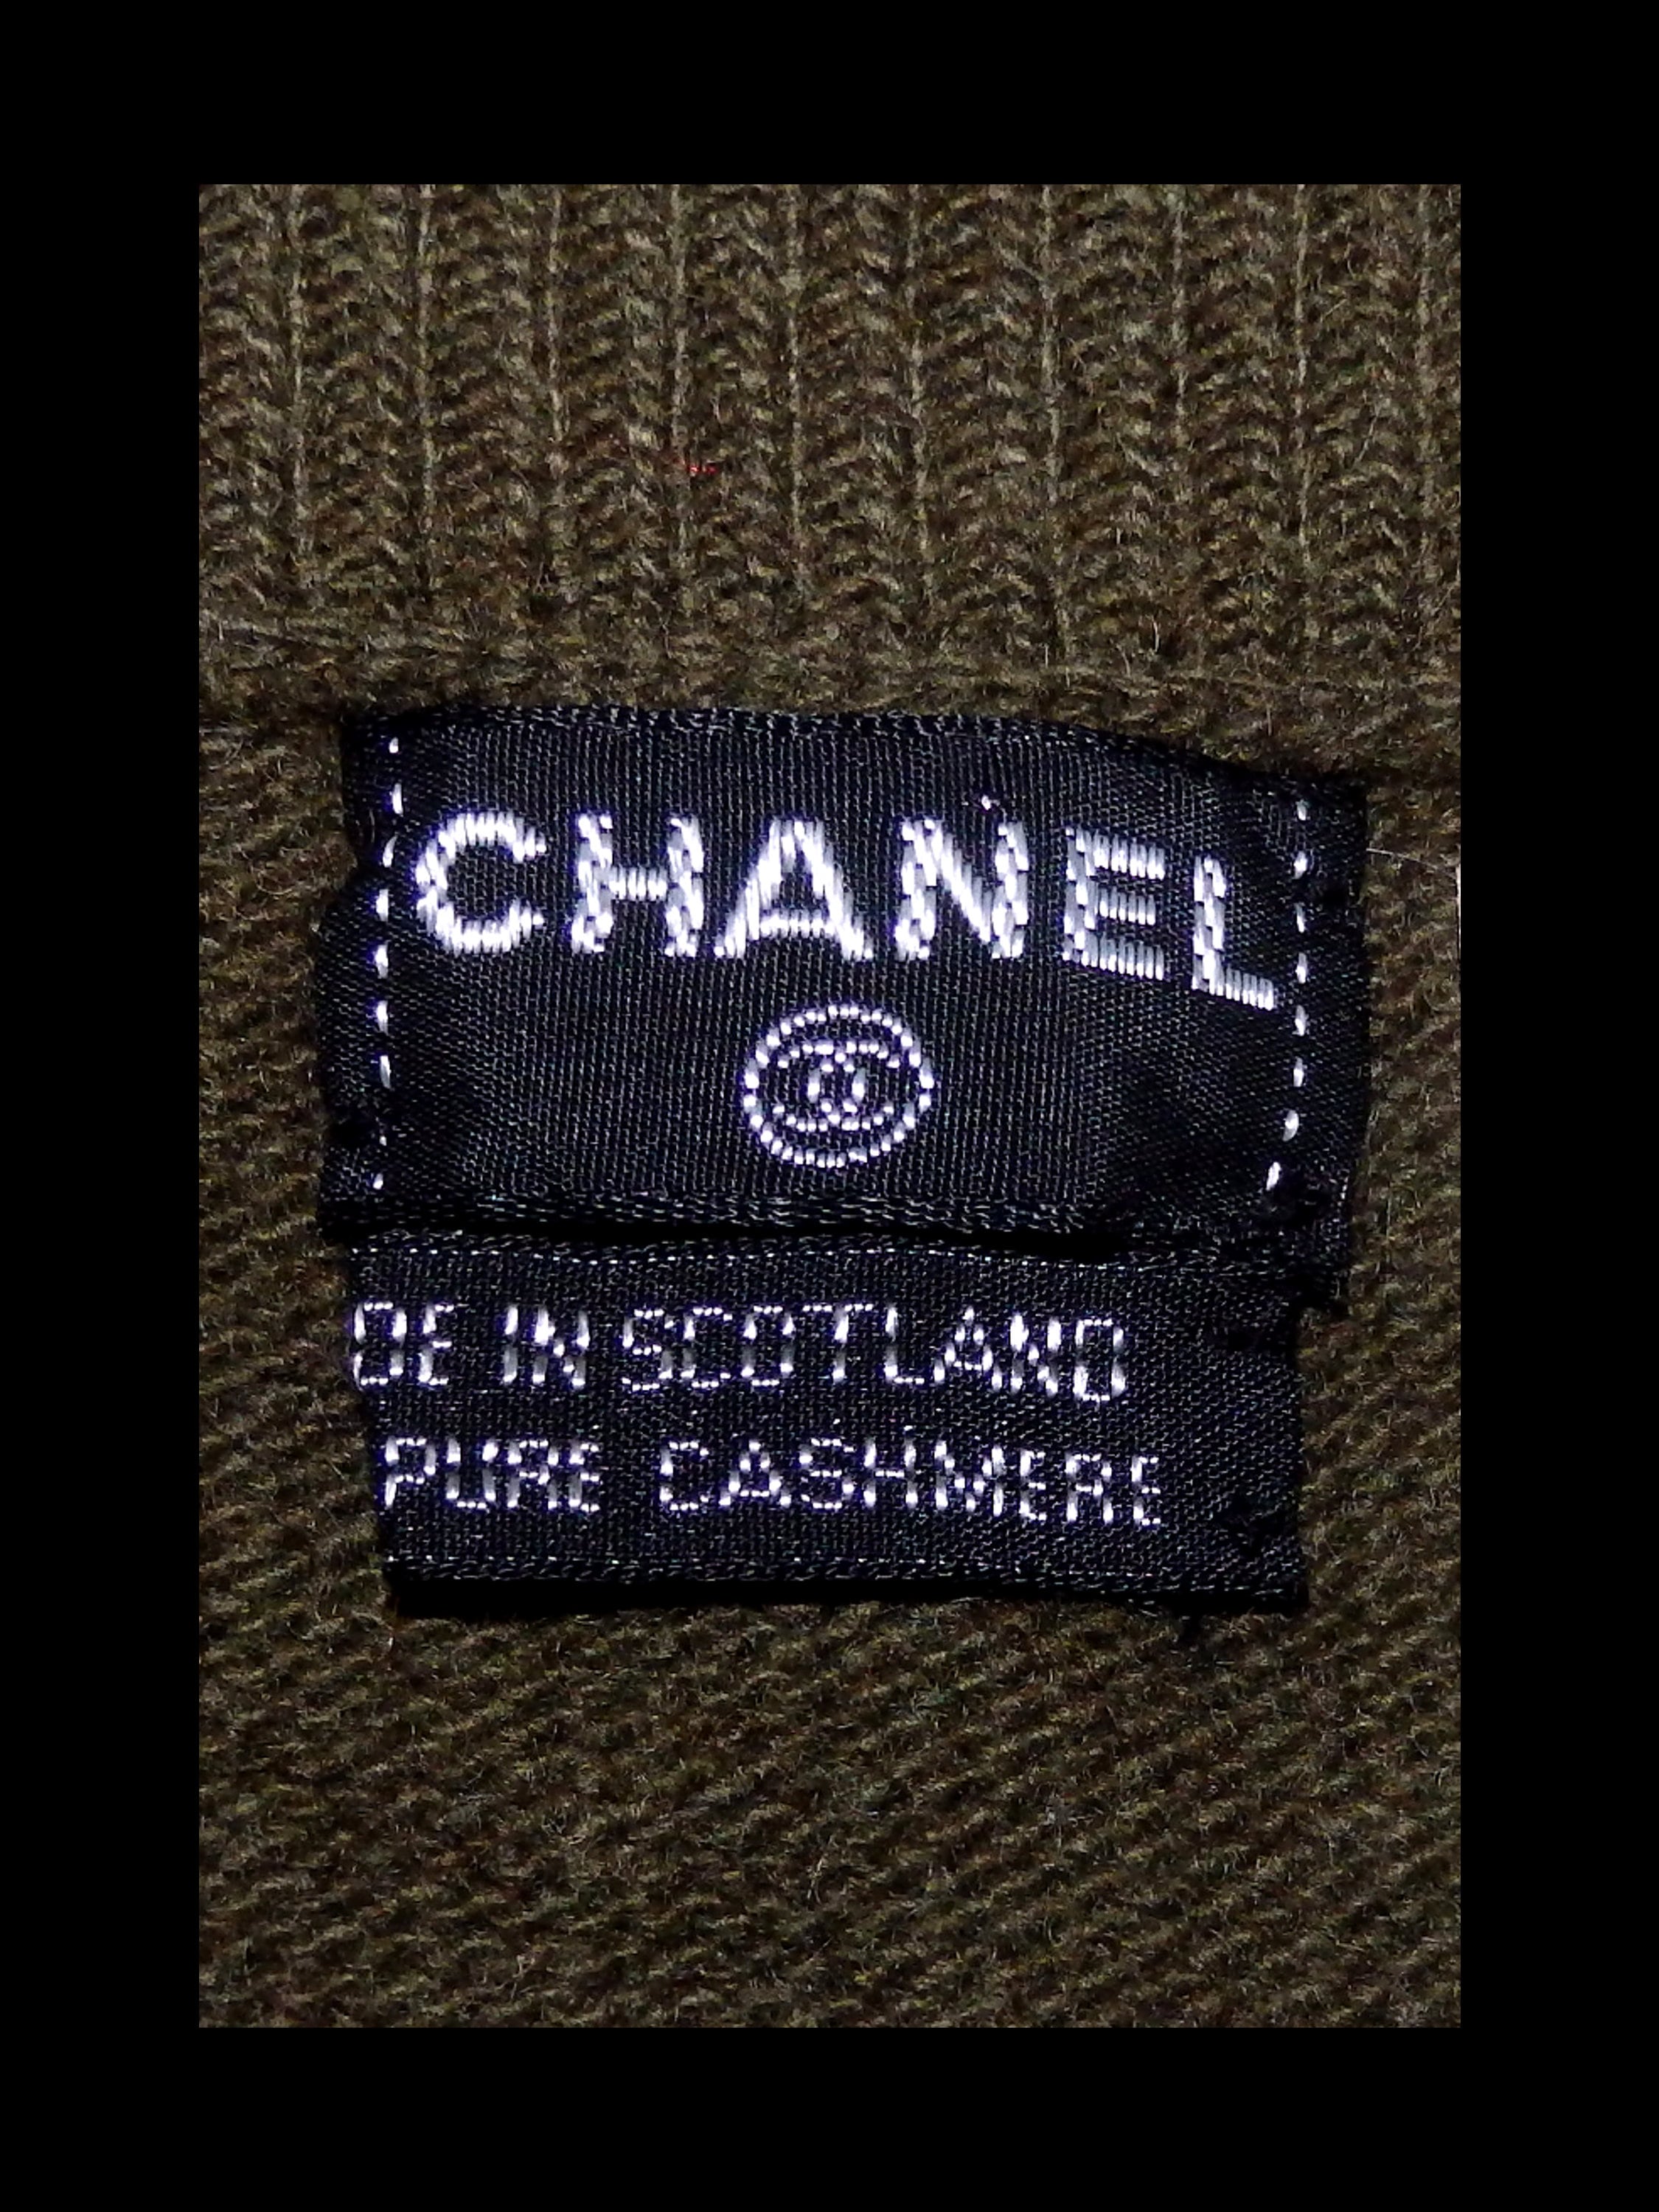 CHANEL
DE IN SCOTLAND
PURE CASHMERE